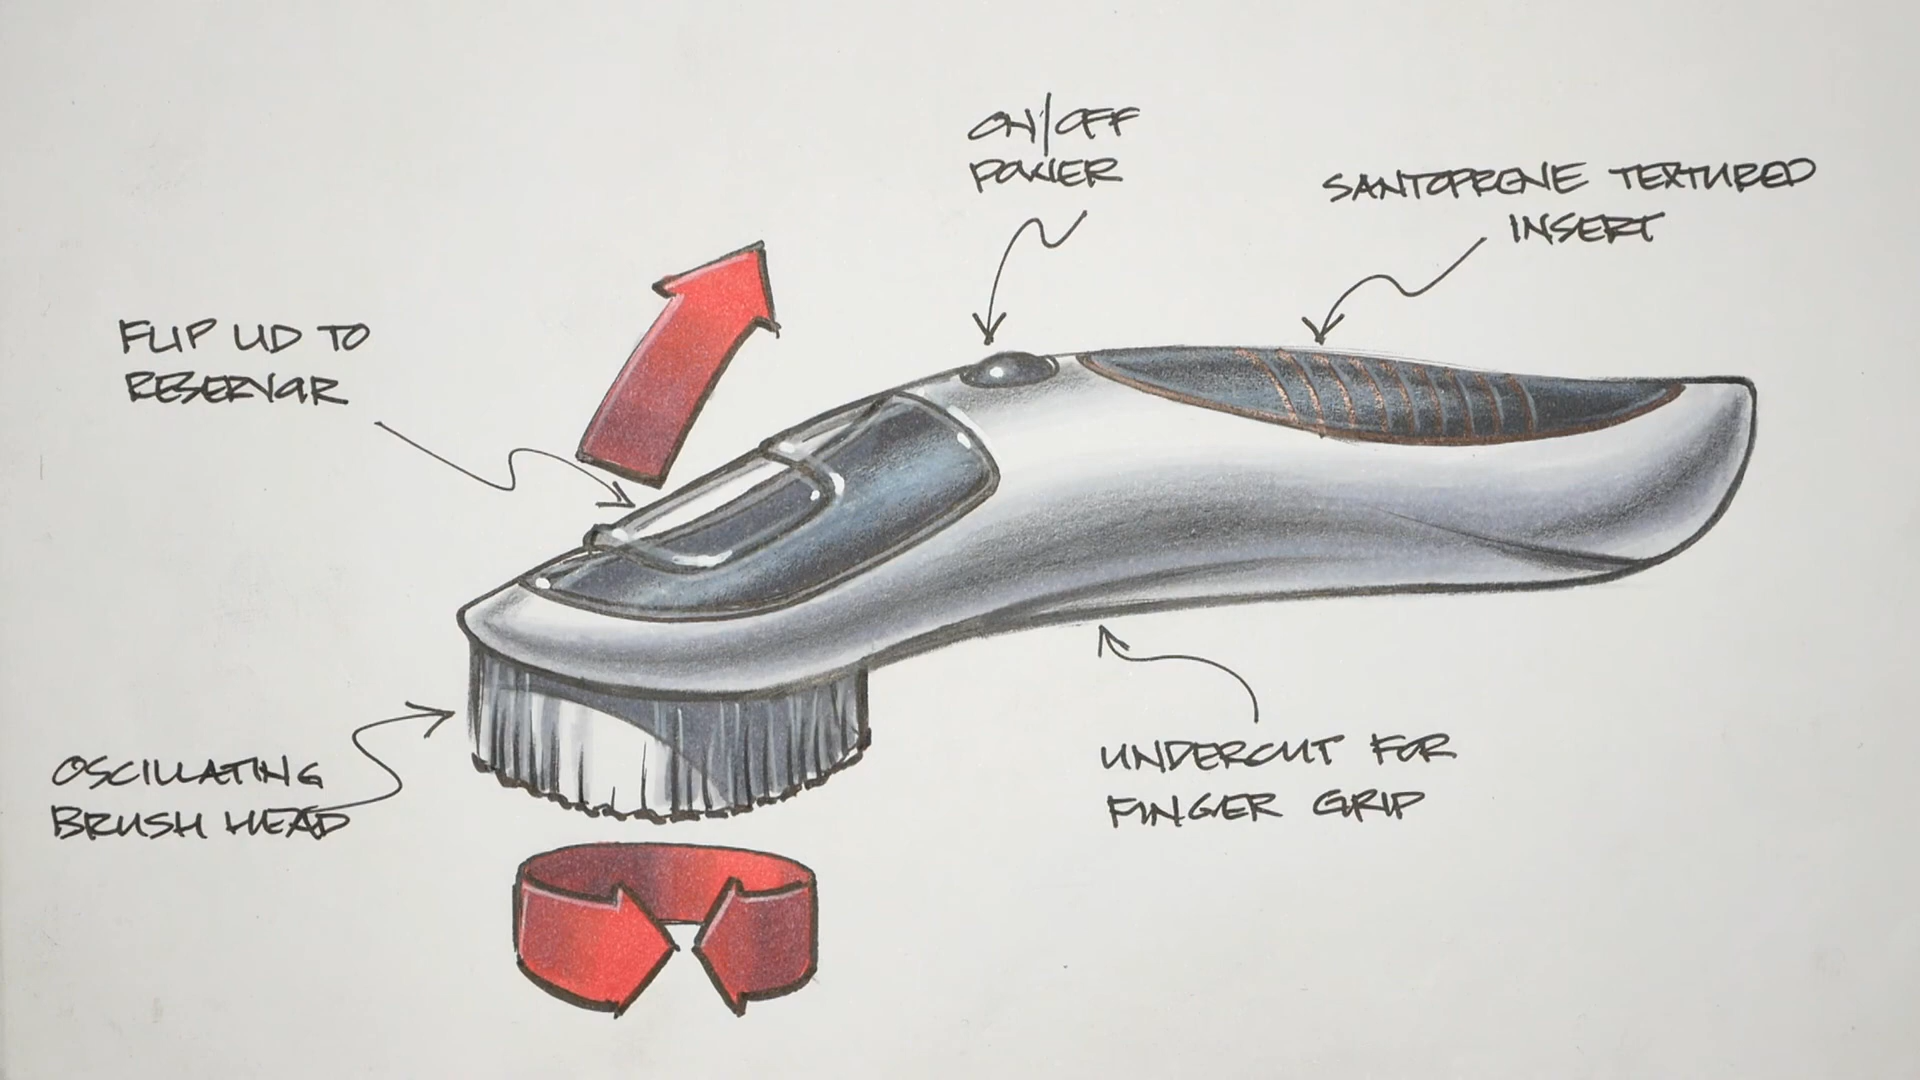 ON/OFF
POWER
SANTOPRENE TEXTURED
INSERT
FLIP LID TO
RESERVOIR
OSCILLATING
BRUSH HEAD
UNDERCUT FOR
FINGER GRIP